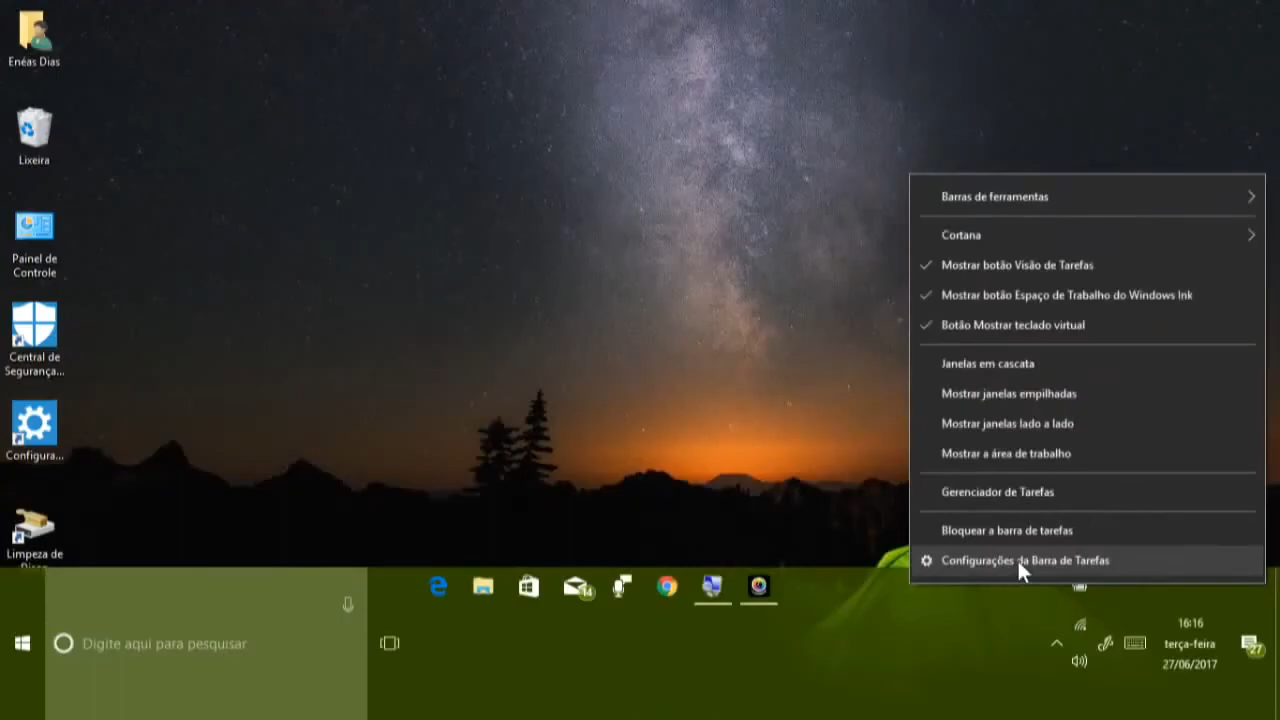 Enéas Dias
Lixeira
Painel de
Controle
Central de
Segurança...
Configura...
Limpeza de
Barras de ferramentas
Cortana
Mostrar botão Visão de Tarefas
Mostrar botão Espaço de Trabalho do Windows Ink
Botão Mostrar teclado virtual
Janelas em cascata
Mostrar janelas empilhadas
Mostrar janelas lado a lado
Mostrar a área de trabalho
Gerenciador de Tarefas
Bloquear a barra de tarefas
Configurações da Barra de Tarefas
14
Digite aqui para pesquisar
16:16
terça-feira
27/06/2017
27